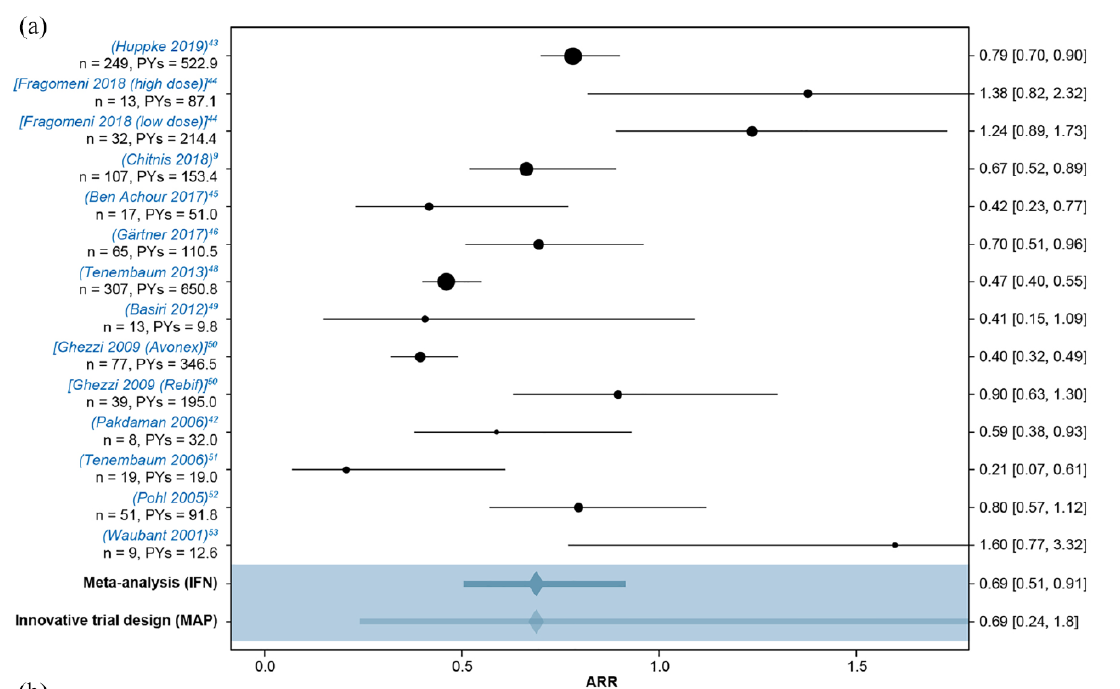 (a)
(Huppke 2019)43 0.79 [0.70, 0.90]
n = 249, PYs = 522.9
[Fragomeni 2018 (high dose)]44 1.38 [0.82, 2.32]
n = 13, PYs = 87.1
[Fragomeni 2018 (low dose)]44 1.24 [0.89, 1.73]
n = 32, PYs = 214.4
(Chitnis 2018)9 0.67 [0.52, 0.89]
n = 107, PYs = 153.4
(Ben Achour 2017)45 0.42 [0.23, 0.77]
n = 17, PYs = 51.0
(Gärtner 2017)46 0.70 [0.51, 0.96]
n = 65, PYs = 110.5
(Tenembaum 2013)48 0.47 [0.40, 0.55]
n = 307, PYs = 650.8
(Basiri 2012)49 0.41 [0.15, 1.09]
n = 13, PYs = 9.8
[Ghezzi 2009 (Avonex)]50 0.40 [0.32, 0.49]
n = 77, PYs = 346.5
[Ghezzi 2009 (Rebif)]50 0.90 [0.63, 1.30]
n = 39, PYs = 195.0
(Pakdaman 2006)42 0.59 [0.38, 0.93]
n = 8, PYs = 32.0
(Tenembaum 2006)51 0.21 [0.07, 0.61]
n = 19, PYs = 19.0
(Pohl 2005)52 0.80 [0.57, 1.12]
n = 51, PYs = 91.8
(Waubant 2001)53 1.60 [0.77, 3.32]
n = 9, PYs = 12.6
Meta-analysis (IFN) 0.69 [0.51, 0.91]
Innovative trial design (MAP) 0.69 [0.24, 1.8]
0.0 0.5 1.0 1.5
ARR